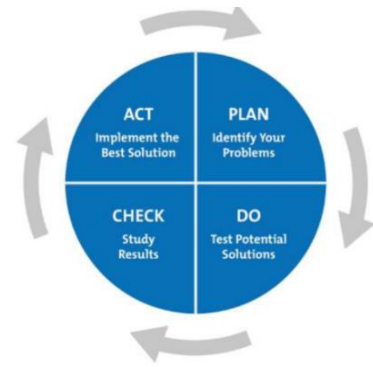 ACT
Implement the
Best Solution
PLAN
Identify Your
Problems
CHECK
Study
Results
DO
Test Potential
Solutions